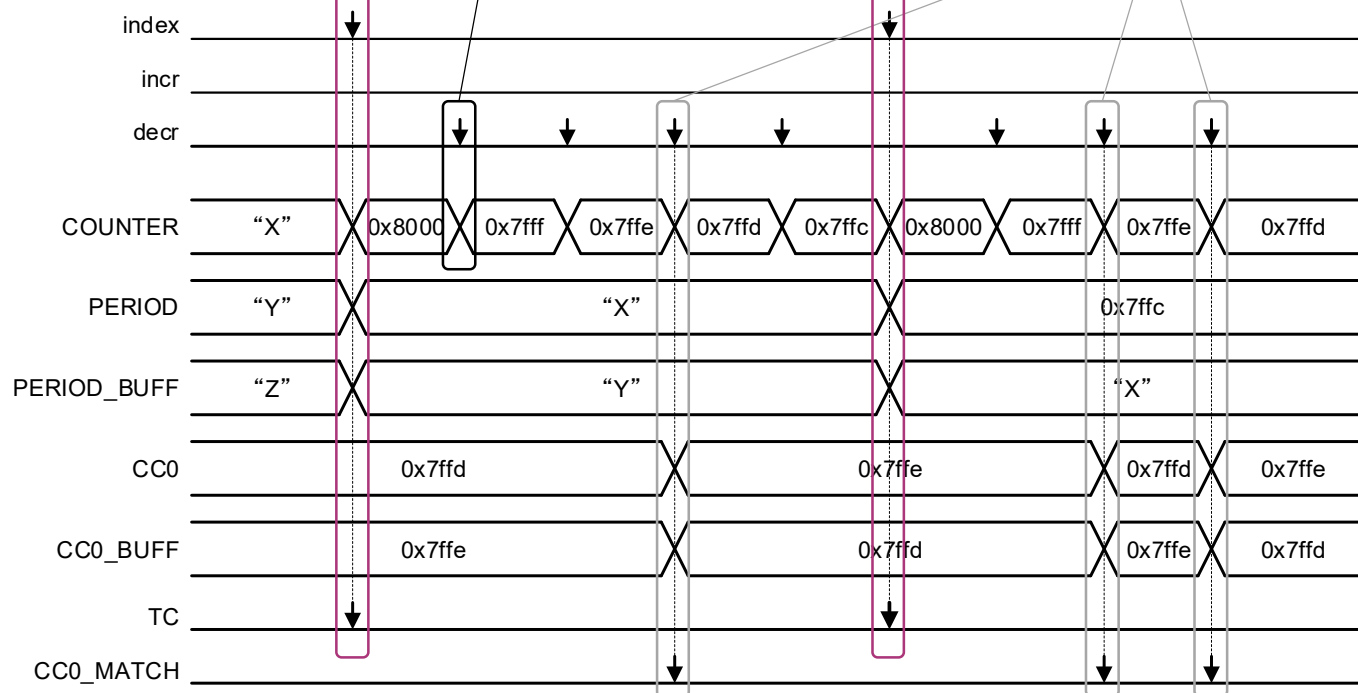 index
incr
decr
COUNTER “X” 0x8000 0x7fff 0x7ffe 0x7ffd 0x7ffc 0x8000 0x7fff 0x7ffe 0x7ffd
PERIOD “Y” “X” 0x7ffc
PERIOD_BUFF “Z” “Y” “X”
CC0 0x7ffd 0x7ffe 0x7ffd 0x7ffe
CC0_BUFF 0x7ffe 0x7ffd 0x7ffe 0x7ffd
TC
CC0_MATCH